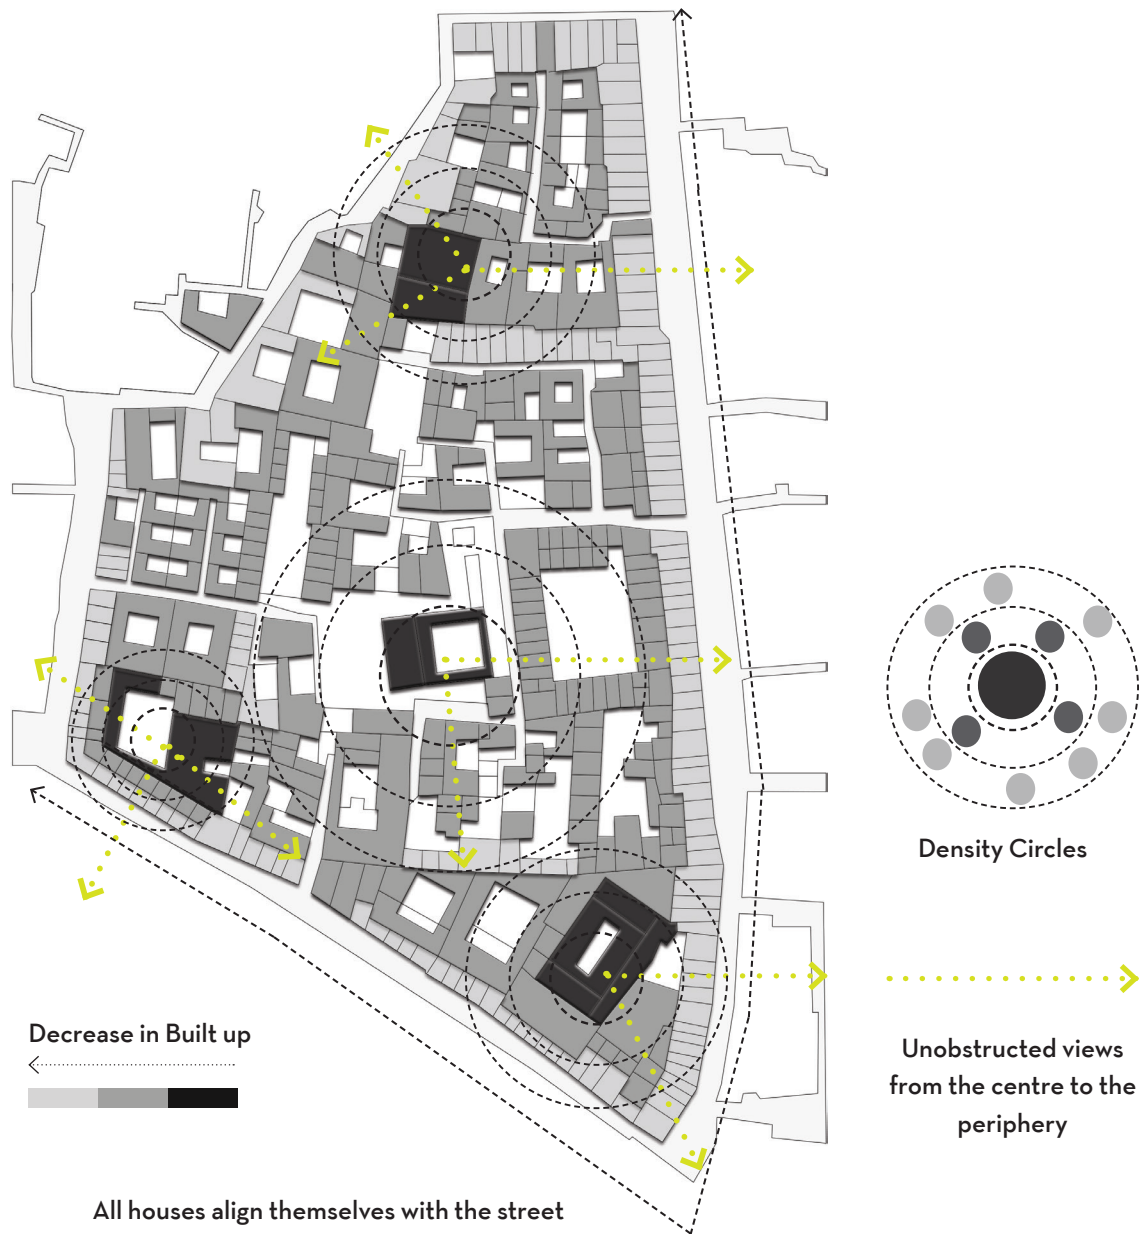 Density Circles
Decrease in Built up
Unobstructed views
from the centre to the
periphery
All houses align themselves with the street